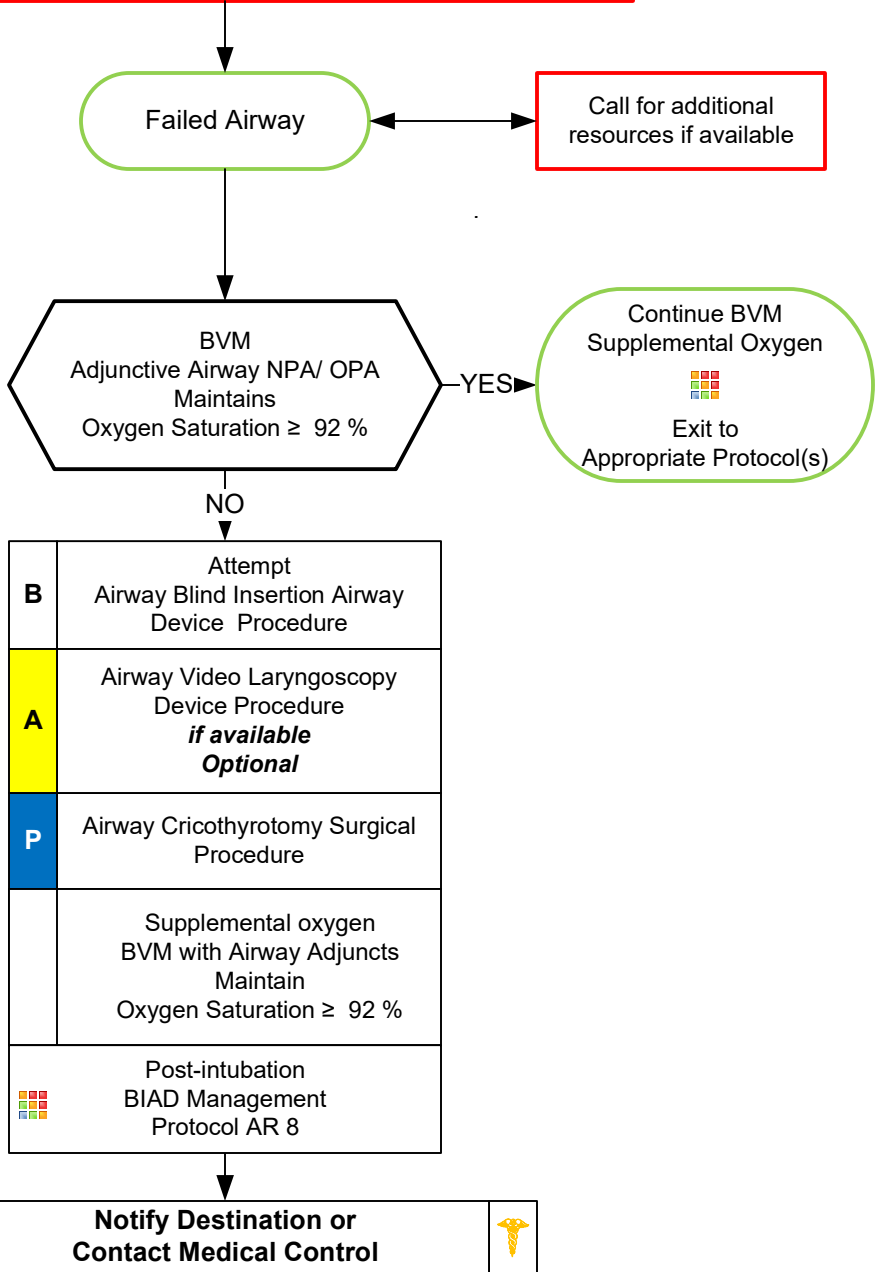 Failed Airway
Call for additional
resources if available
.
BVM
Adjunctive Airway NPA/ OPA
Maintains
Oxygen Saturation ≥ 92 %
YES
Continue BVM
Supplemental Oxygen
Exit to
Appropriate Protocol(s)
NO
B
Attempt
Airway Blind Insertion Airway
Device Procedure
A
Airway Video Laryngoscopy
Device Procedure
if available
Optional
P
Airway Cricothyrotomy Surgical
Procedure
Supplemental oxygen
BVM with Airway Adjuncts
Maintain
Oxygen Saturation ≥ 92 %
Post-intubation
BIAD Management
Protocol AR 8
Notify Destination or
Contact Medical Control